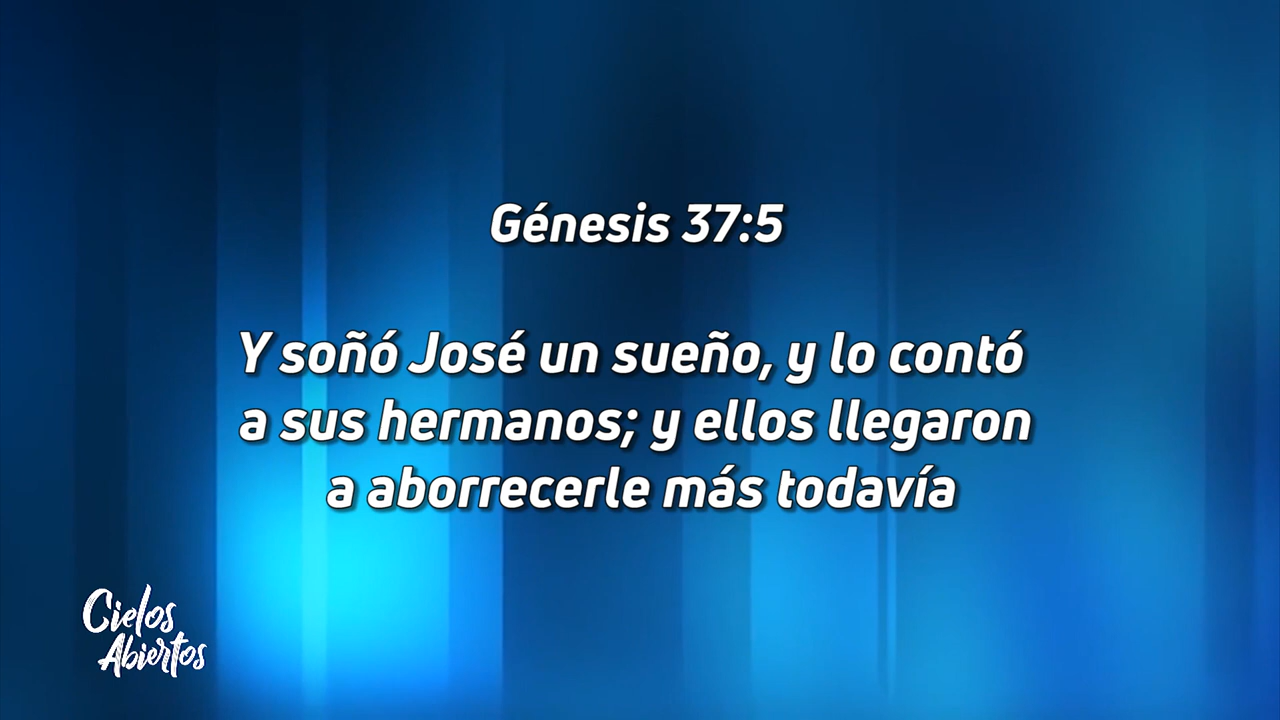 Génesis 37:5
Y soñó José un sueño, y lo contó
a sus hermanos; y ellos llegaron
a aborrecerle más todavía
Cielos
Abiertos